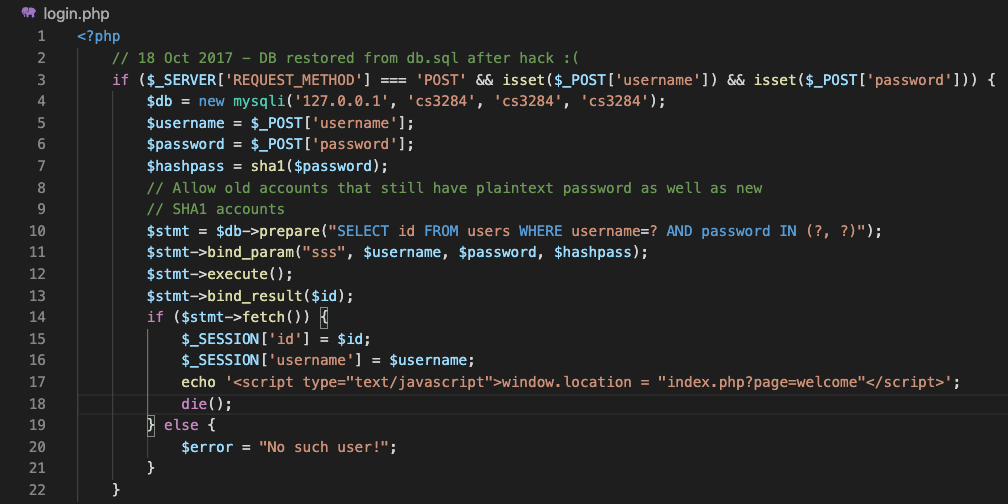 login.php
1 <?php
2 // 18 Oct 2017 – DB restored from db.sql after hack :(
3 if ($_SERVER['REQUEST_METHOD'] === 'POST' && isset($_POST['username']) && isset($_POST['password'])) {
4 $db = new mysqli('127.0.0.1', 'cs3284', 'cs3284', 'cs3284');
5 $username = $_POST['username'];
6 $password = $_POST['password'];
7 $hashpass = sha1($password);
8 // Allow old accounts that still have plaintext password as well as new
9 // SHA1 accounts
10 $stmt = $db->prepare("SELECT id FROM users WHERE username=? AND password IN (?, ?)");
11 $stmt->bind_param("sss", $username, $password, $hashpass);
12 $stmt->execute();
13 $stmt->bind_result($id);
14 if ($stmt->fetch()) {
15 $_SESSION['id'] = $id;
16 $_SESSION['username'] = $username;
17 echo '<script type="text/javascript">window.location = "index.php?page=welcome"</script>';
18 die();
19 } else {
20 $error = "No such user!";
21 }
22 }